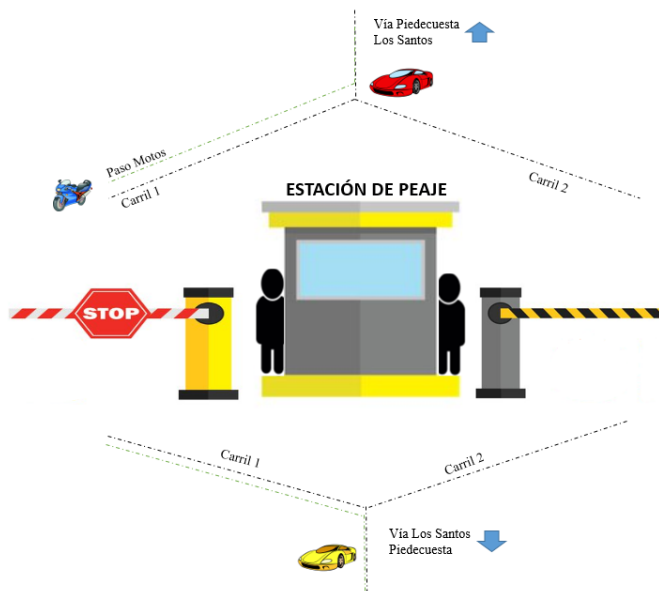 Vía Piedecuesta
Los Santos
Paso Motos
Carril 1
Carril 2
ESTACIÓN DE PEAJE
STOP
Carril 1
Carril 2
Vía Los Santos
Piedecuesta